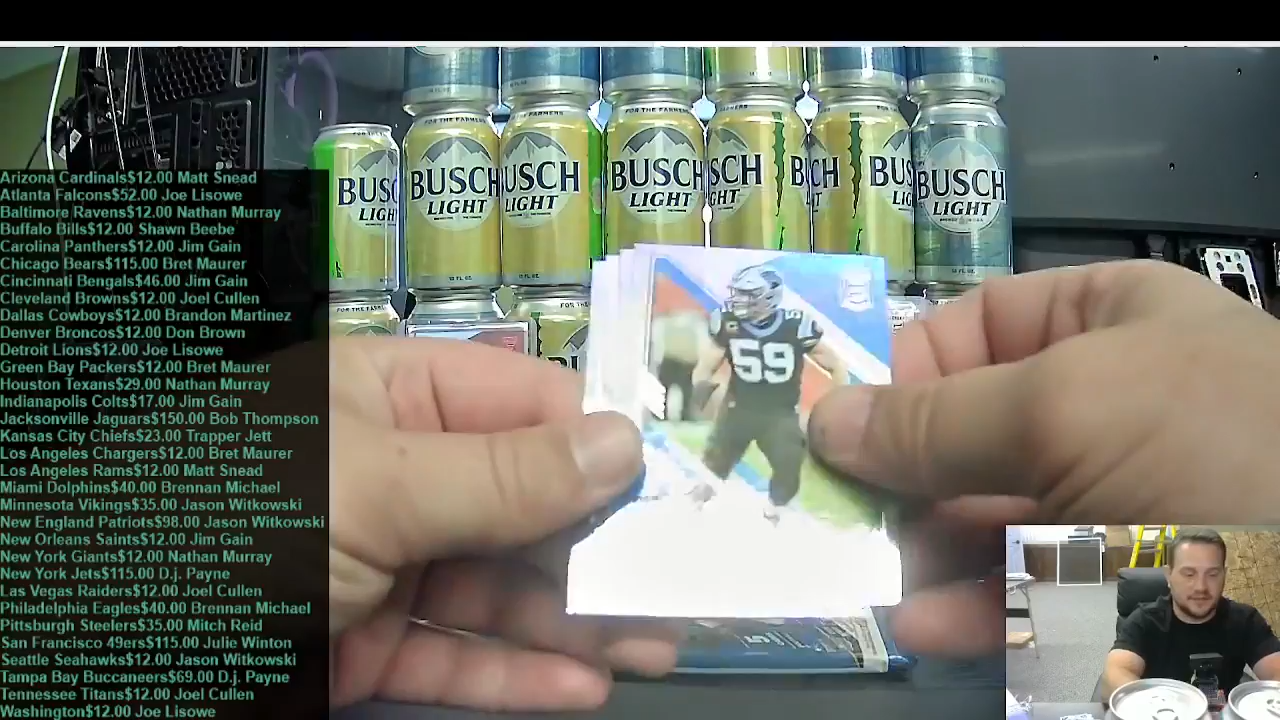 Arizona Cardinals$12.00 Matt Snead
Atlanta Falcons$52.00 Joe Lisowe
Baltimore Ravens$12.00 Nathan Murray
Buffalo Bills$12.00 Shawn Beebe
Carolina Panthers$12.00 Jim Gain
Chicago Bears$115.00 Bret Maurer
Cincinnati Bengals$46.00 Jim Gain
Cleveland Browns$12.00 Joel Cullen
Dallas Cowboys$12.00 Brandon Martinez
Denver Broncos$12.00 Don Brown
Detroit Lions$12.00 Joe Lisowe
Green Bay Packers$12.00 Bret Maurer
Houston Texans$29.00 Nathan Murray
Indianapolis Colts$17.00 Jim Gain
Jacksonville Jaguars$150.00 Bob Thompson
Kansas City Chiefs$23.00 Trapper Jett
Los Angeles Chargers$12.00 Bret Maurer
Los Angeles Rams$12.00 Matt Snead
Miami Dolphins$40.00 Brennan Michael
Minnesota Vikings$35.00 Jason Witkowski
New England Patriots$98.00 Jason Witkowski
New Orleans Saints$12.00 Jim Gain
New York Giants$12.00 Nathan Murray
New York Jets$115.00 D.j. Payne
Las Vegas Raiders$12.00 Joel Cullen
Philadelphia Eagles$40.00 Brennan Michael
Pittsburgh Steelers$35.00 Mitch Reid
San Francisco 49ers$115.00 Julie Winton
Seattle Seahawks$12.00 Jason Witkowski
Tampa Bay Buccaneers$69.00 D.j. Payne
Tennessee Titans$12.00 Joel Cullen
Washington$12.00 Joe Lisowe
FOR THE FARMERS
BUSC BUSCH USCH BUSCH SCH BUSCH BUSCH
LIGHT LIGHT LIGHT LIGHT LIGHT LIGHT LIGHT
59